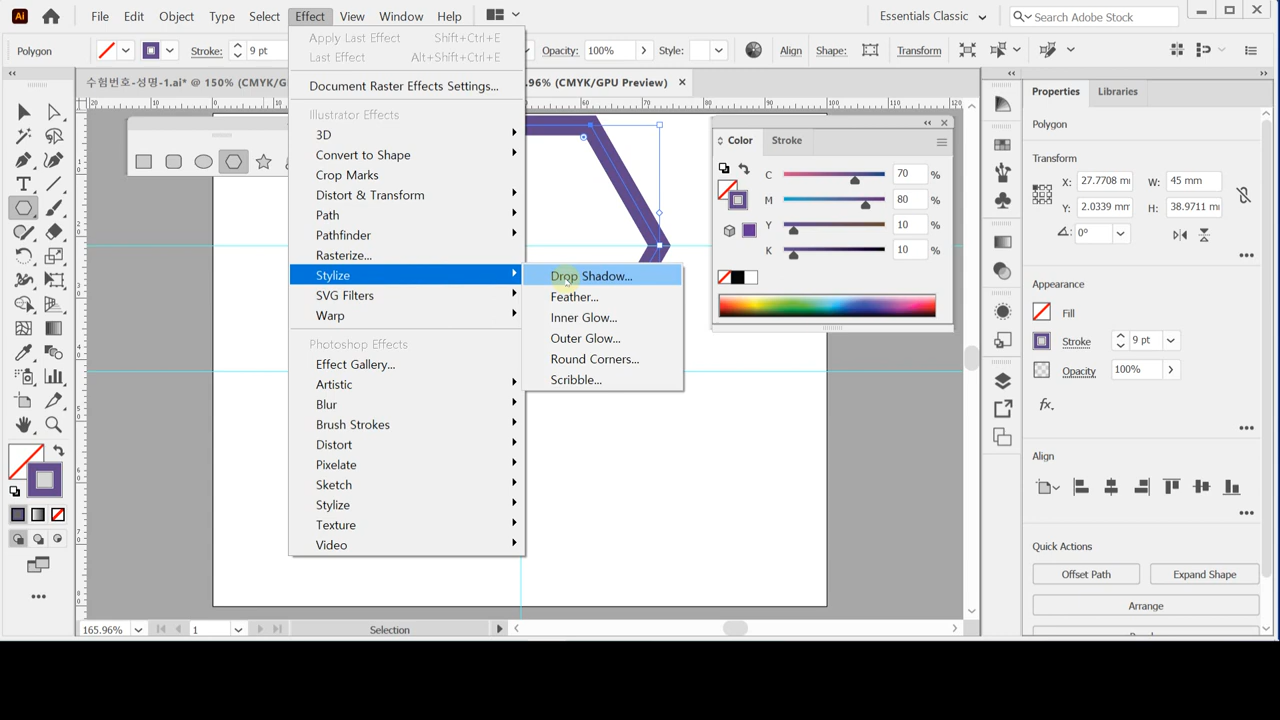 Ai File Edit Object Type Select Effect View Window Help Essentials Classic Search Adobe Stock
Polygon Stroke: 9 pt Opacity: 100% Style: Align Shape: Transform
수험번호-성명-1.ai* @ 150% (CMYK/G .96% (CMYK/GPU Preview)
Apply Last Effect Shift+Ctrl+E
Last Effect Alt+Shift+Ctrl+E
Document Raster Effects Settings...
Illustrator Effects
3D
Convert to Shape
Crop Marks
Distort & Transform
Path
Pathfinder
Rasterize...
Stylize
SVG Filters
Warp
Photoshop Effects
Effect Gallery...
Artistic
Blur
Brush Strokes
Distort
Pixelate
Sketch
Stylize
Texture
Video
Drop Shadow...
Feather...
Inner Glow...
Outer Glow...
Round Corners...
Scribble...
Color Stroke
C 70 %
M 80 %
Y 10 %
K 10 %
Properties Libraries
Polygon
Transform
X: 27.7708 m W: 45 mm
Y: 2.0339 m H: 38.9711 m
0°
Appearance
Fill
Stroke 9 pt
Opacity 100%
fx.
Align
Quick Actions
Offset Path Expand Shape
Arrange
165.96% 1 Selection